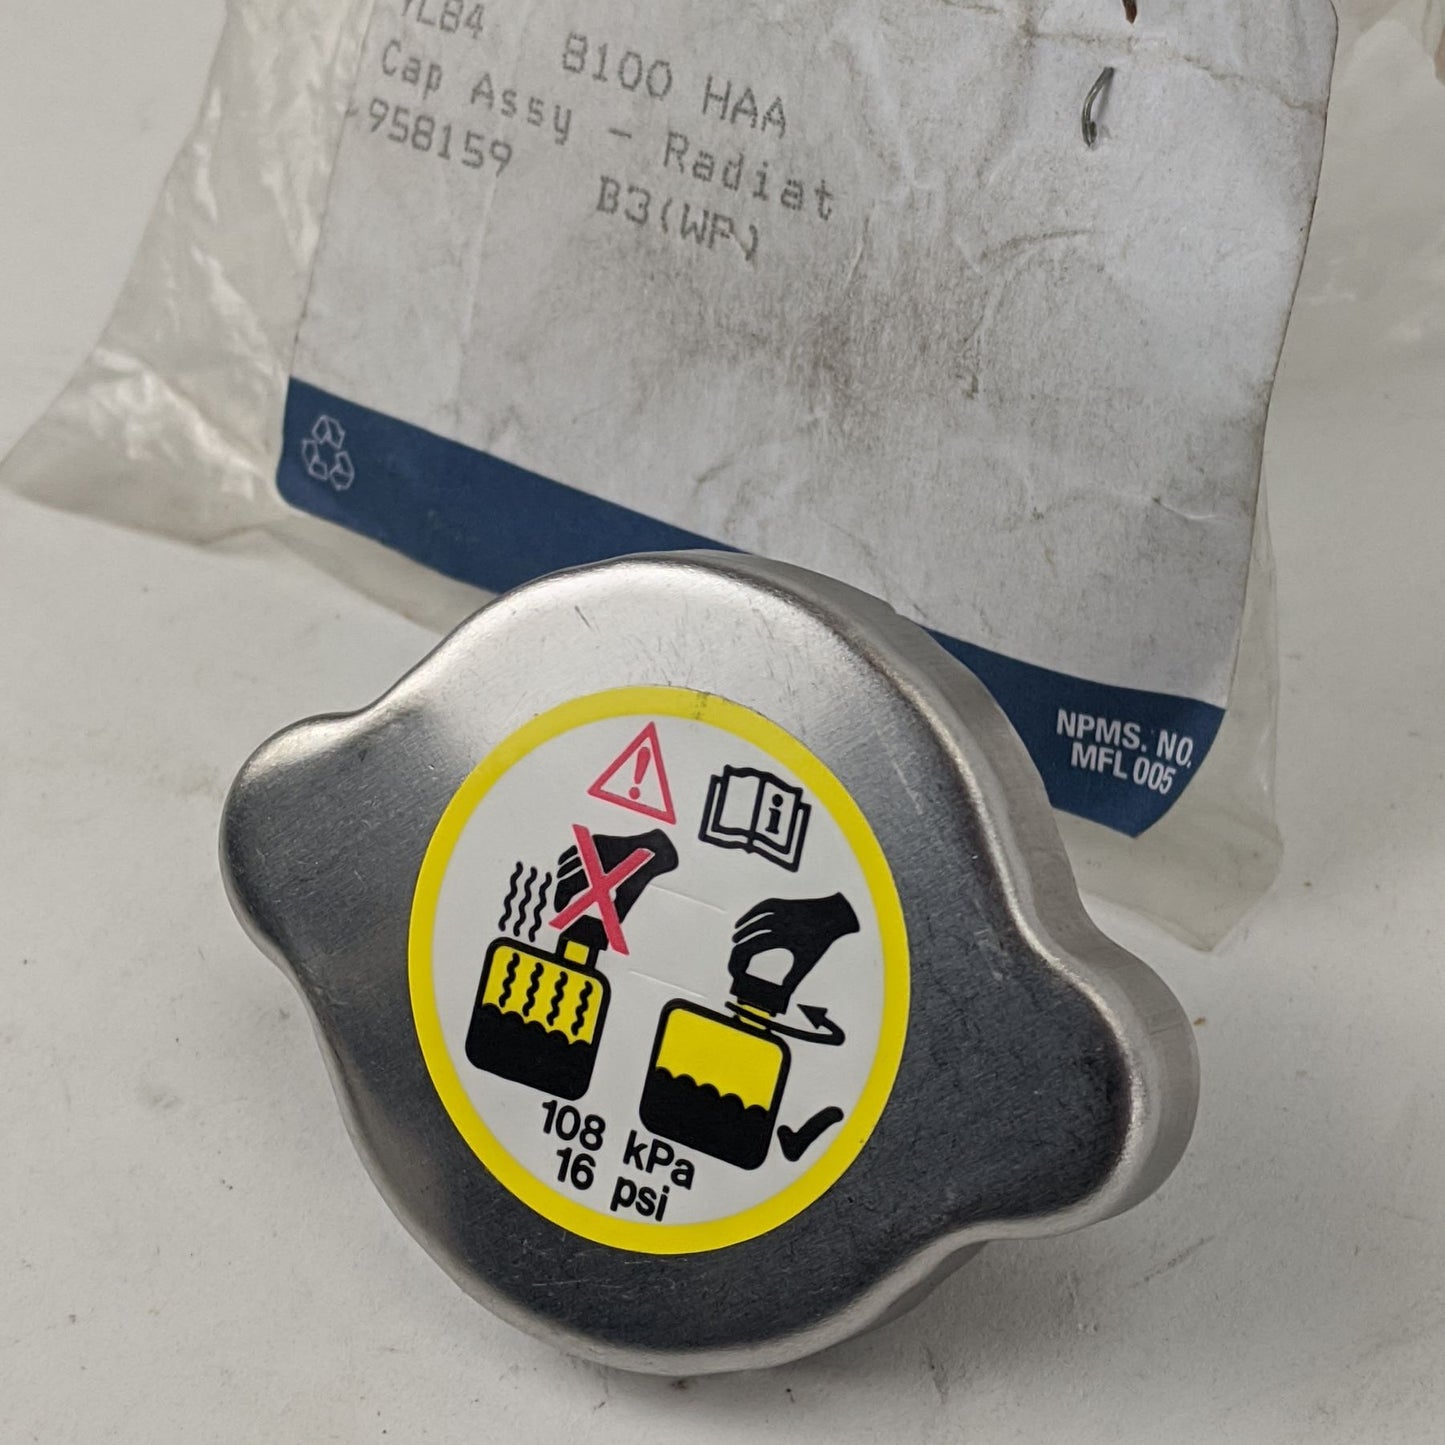 YL84 8100 HAA
Cap Assy - Radiat
958159 B3(WP)
NPMS. NO.
MFL 005
i
108 kPa
16 psi